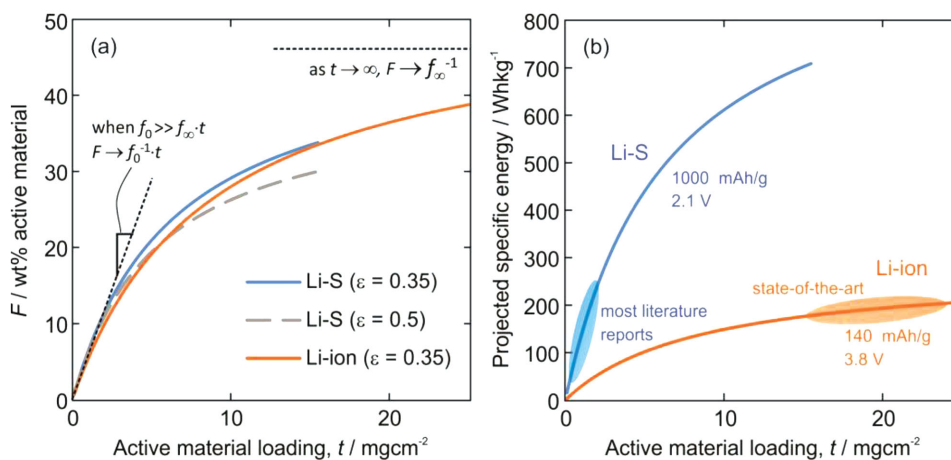 (a)
50
40
30
20
10
0
0
10
20
F / wt% active material
Active material loading, t / mgcm⁻²
as t → ∞, F → f∞⁻¹
when f₀ >> f∞·t
F → f₀⁻¹·t
Li-S (ε = 0.35)
Li-S (ε = 0.5)
Li-ion (ε = 0.35)
(b)
800
700
600
500
400
300
200
100
0
0
10
20
Projected specific energy / Whkg⁻¹
Active material loading, t / mgcm⁻²
Li-S
1000 mAh/g
2.1 V
Li-ion
state-of-the-art
most literature
reports
140 mAh/g
3.8 V